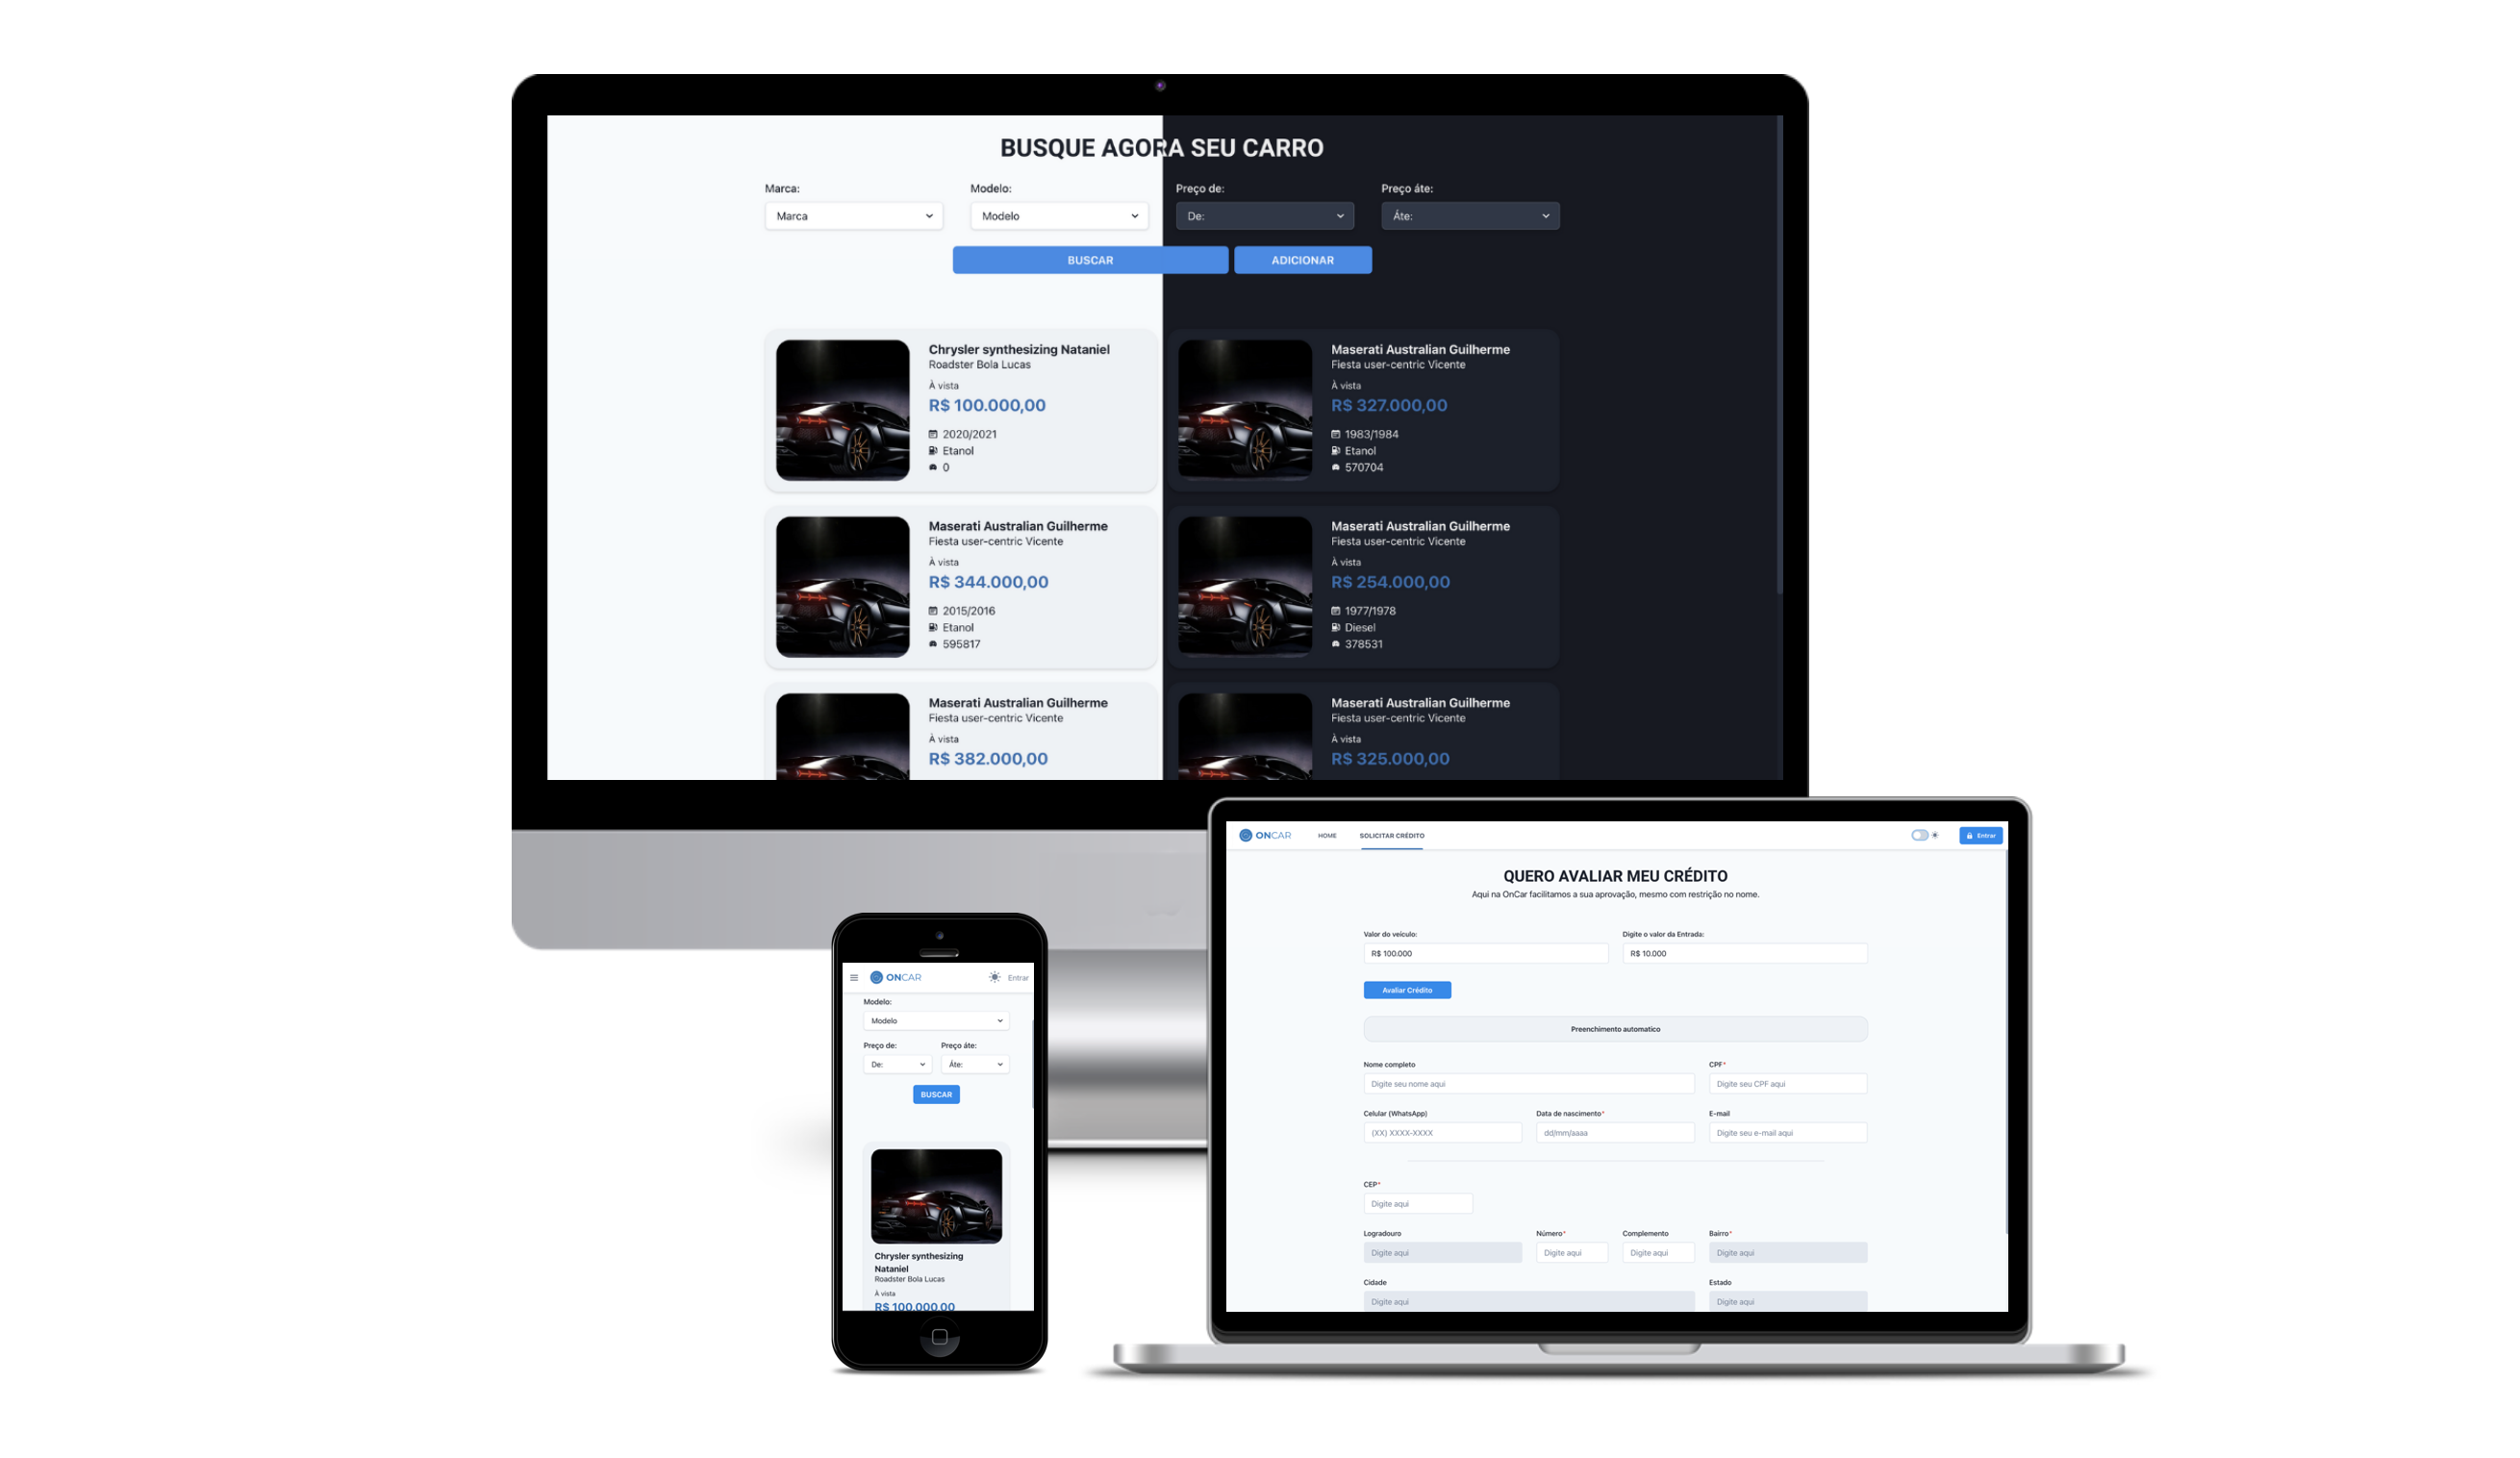 BUSQUE AGORA SEU CARRO
Marca: Modelo: Preço de: Preço áte:
Marca Modelo De: Áte:
BUSCAR ADICIONAR
Chrysler synthesizing Nataniel
Roadster Bola Lucas
À vista
R$ 100.000,00
2020/2021
Etanol
0
Maserati Australian Guilherme
Fiesta user-centric Vicente
À vista
R$ 327.000,00
1983/1984
Etanol
570704
Maserati Australian Guilherme
Fiesta user-centric Vicente
À vista
R$ 344.000,00
2015/2016
Etanol
595817
Maserati Australian Guilherme
Fiesta user-centric Vicente
À vista
R$ 254.000,00
1977/1978
Diesel
378531
Maserati Australian Guilherme
Fiesta user-centric Vicente
À vista
R$ 382.000,00
Maserati Australian Guilherme
Fiesta user-centric Vicente
À vista
R$ 325.000,00
ONCAR Entrar
Modelo:
Modelo
Preço de: Preço áte:
De: Áte:
BUSCAR
Chrysler synthesizing
Nataniel
Roadster Bola Lucas
À vista
R$ 100.000,00
ONCAR HOME SOLICITAR CRÉDITO Entrar
QUERO AVALIAR MEU CRÉDITO
Aqui na OnCar facilitamos a sua aprovação, mesmo com restrição no nome.
Valor do veículo: Digite o valor da Entrada:
R$ 100.000 R$ 10.000
Avaliar Crédito
Preenchimento automatico
Nome completo CPF*
Digite seu nome aqui Digite seu CPF aqui
Celular (WhatsApp) Data de nascimento* E-mail
(XX) XXXX-XXXX dd/mm/aaaa Digite seu e-mail aqui
CEP*
Digite aqui
Logradouro Número* Complemento Bairro*
Digite aqui Digite aqui Digite aqui Digite aqui
Cidade Estado
Digite aqui Digite aqui